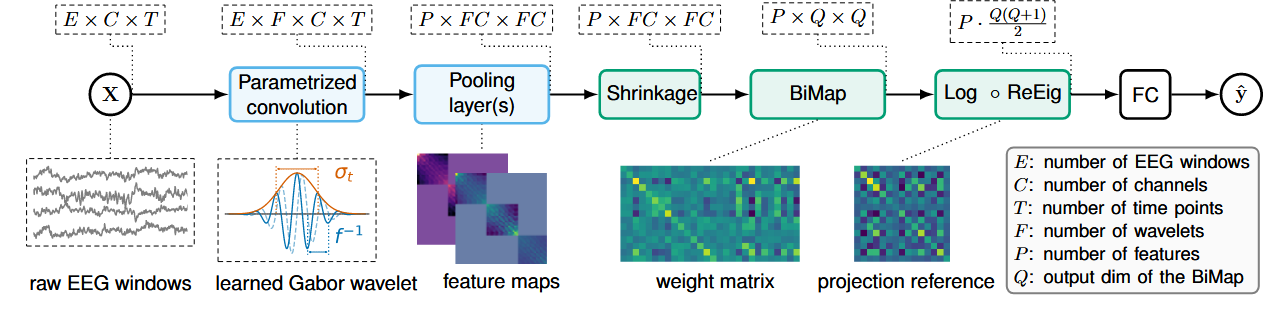 E × C × T
E × F × C × T
P × FC × FC
P × FC × FC
P × Q × Q
P · Q(Q+1)/2
X
Parametrized
convolution
Pooling
layer(s)
Shrinkage
BiMap
Log ∘ ReEig
FC
ŷ
σt
f⁻¹
raw EEG windows
learned Gabor wavelet
feature maps
weight matrix
projection reference
E: number of EEG windows
C: number of channels
T: number of time points
F: number of wavelets
P: number of features
Q: output dim of the BiMap